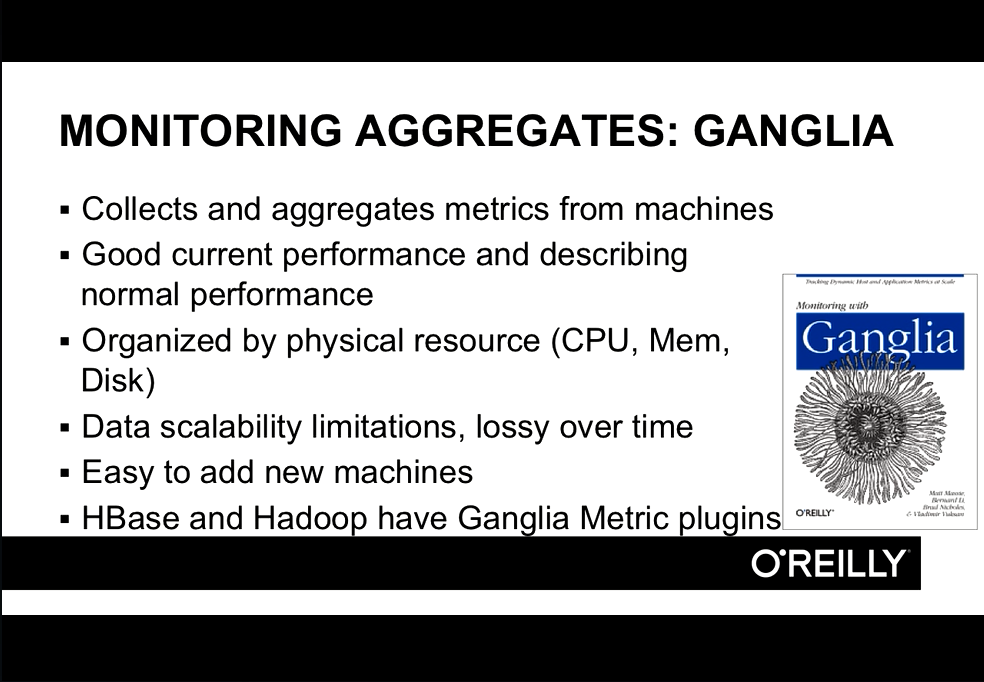 MONITORING AGGREGATES: GANGLIA
▪ Collects and aggregates metrics from machines
▪ Good current performance and describing
normal performance
▪ Organized by physical resource (CPU, Mem,
Disk)
▪ Data scalability limitations, lossy over time
▪ Easy to add new machines
▪ HBase and Hadoop have Ganglia Metric plugins
Tracking Dynamic Host and Application Metrics at Scale
Monitoring with
Ganglia
Matt Massie,
Bernard Li,
Brad Nicholes,
& Vladimir Vuksan
O'REILLY®
O'REILLY®